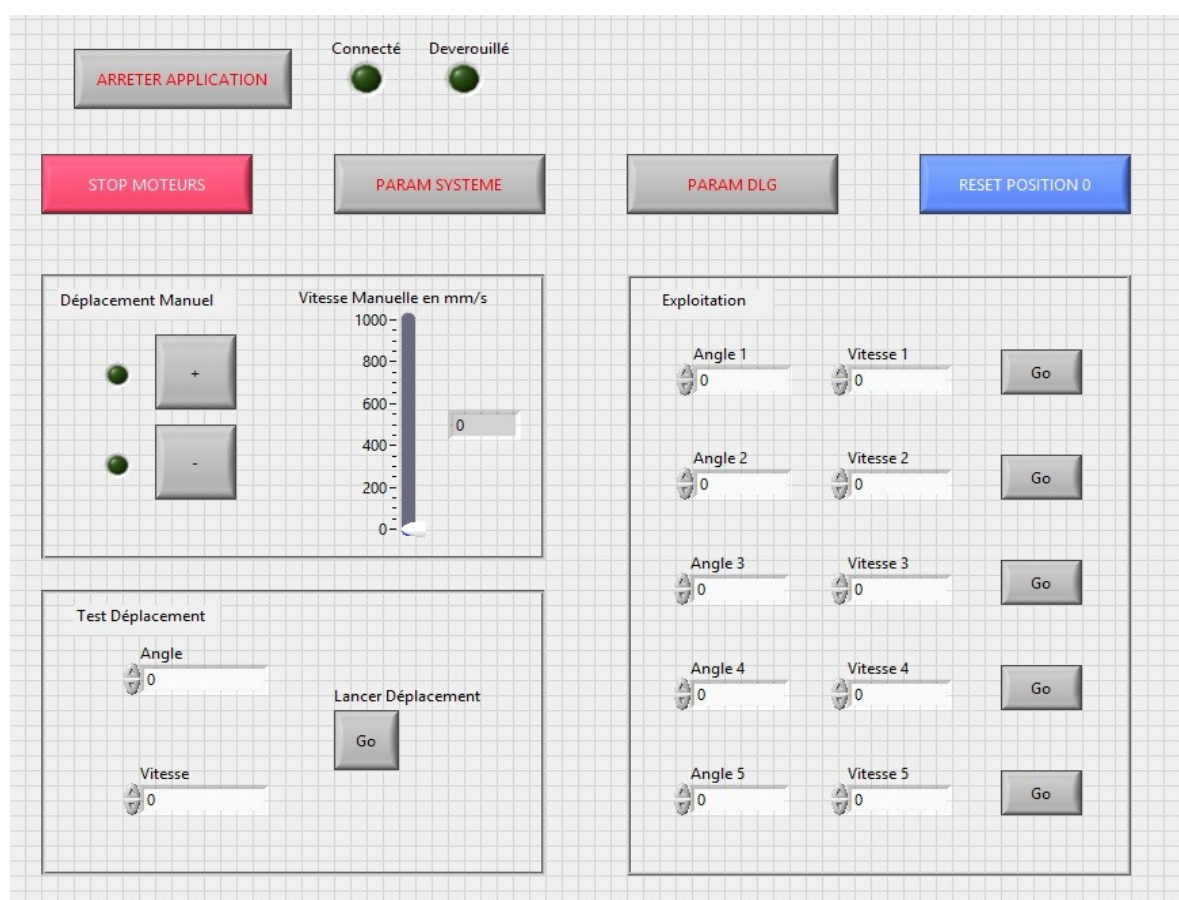 Connecté Deverouillé
ARRETER APPLICATION
STOP MOTEURS
PARAM SYSTEME
PARAM DLG
RESET POSITION 0
Déplacement Manuel
Vitesse Manuelle en mm/s
+
-
1000
800
600
400
200
0
0
Test Déplacement
Angle
0
Lancer Déplacement
Go
Vitesse
0
Exploitation
Angle 1 Vitesse 1
0 0 Go
Angle 2 Vitesse 2
0 0 Go
Angle 3 Vitesse 3
0 0 Go
Angle 4 Vitesse 4
0 0 Go
Angle 5 Vitesse 5
0 0 Go